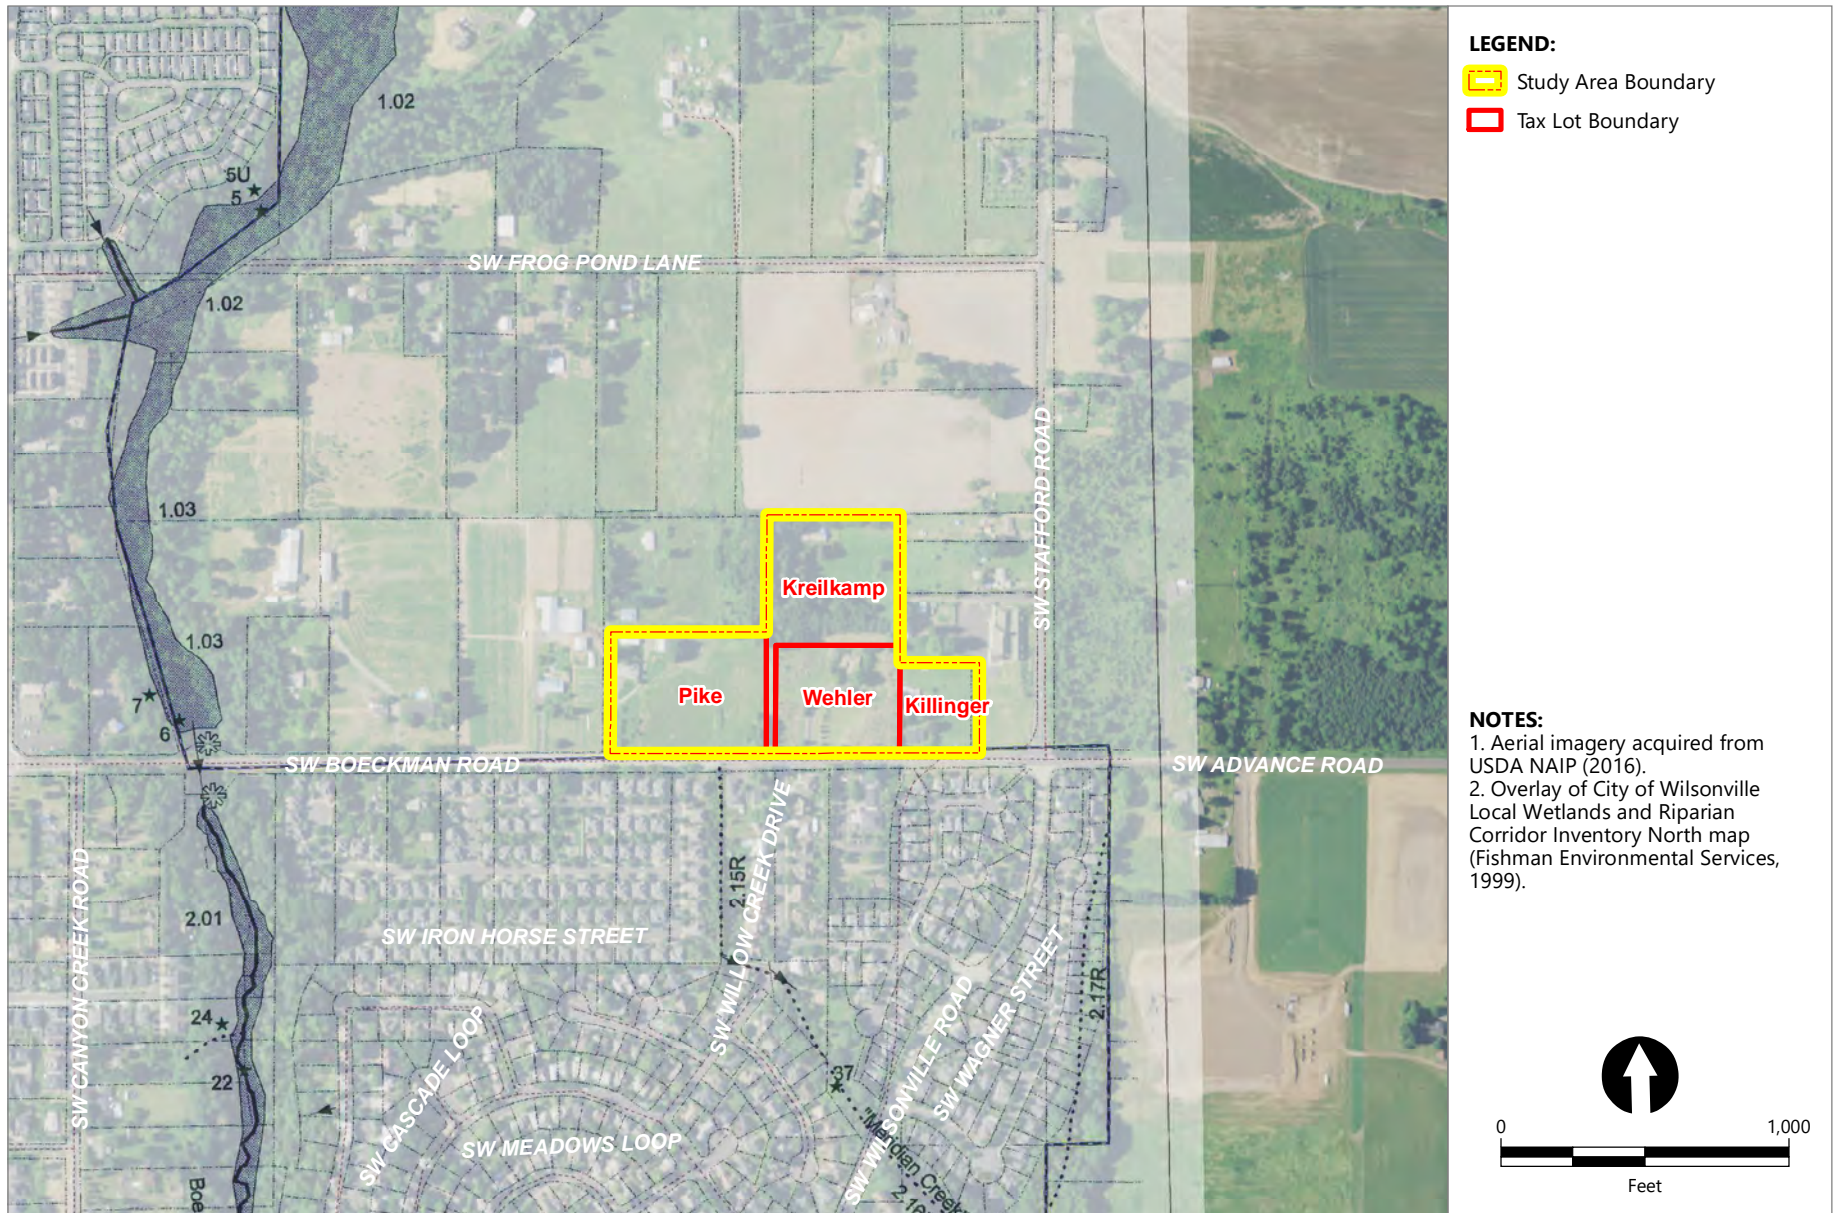 1.02
5U
5
SW FROG POND LANE
1.02
1.03
SW STAFFORD ROAD
Kreilkamp
1.03
Pike
Wehler
Killinger
7
6
SW BOECKMAN ROAD
SW ADVANCE ROAD
SW CANYON CREEK ROAD
2.15R
SW WILLOW CREEK DRIVE
2.01
SW IRON HORSE STREET
SW WILSONVILLE ROAD
SW WAGNER STREET
2.17R
24
22
SW CASCADE LOOP
37
SW MEADOWS LOOP
"Meridian Creek
2.16
Boe
LEGEND:
Study Area Boundary
Tax Lot Boundary
NOTES:
1. Aerial imagery acquired from
USDA NAIP (2016).
2. Overlay of City of Wilsonville
Local Wetlands and Riparian
Corridor Inventory North map
(Fishman Environmental Services,
1999).
0 1,000
Feet